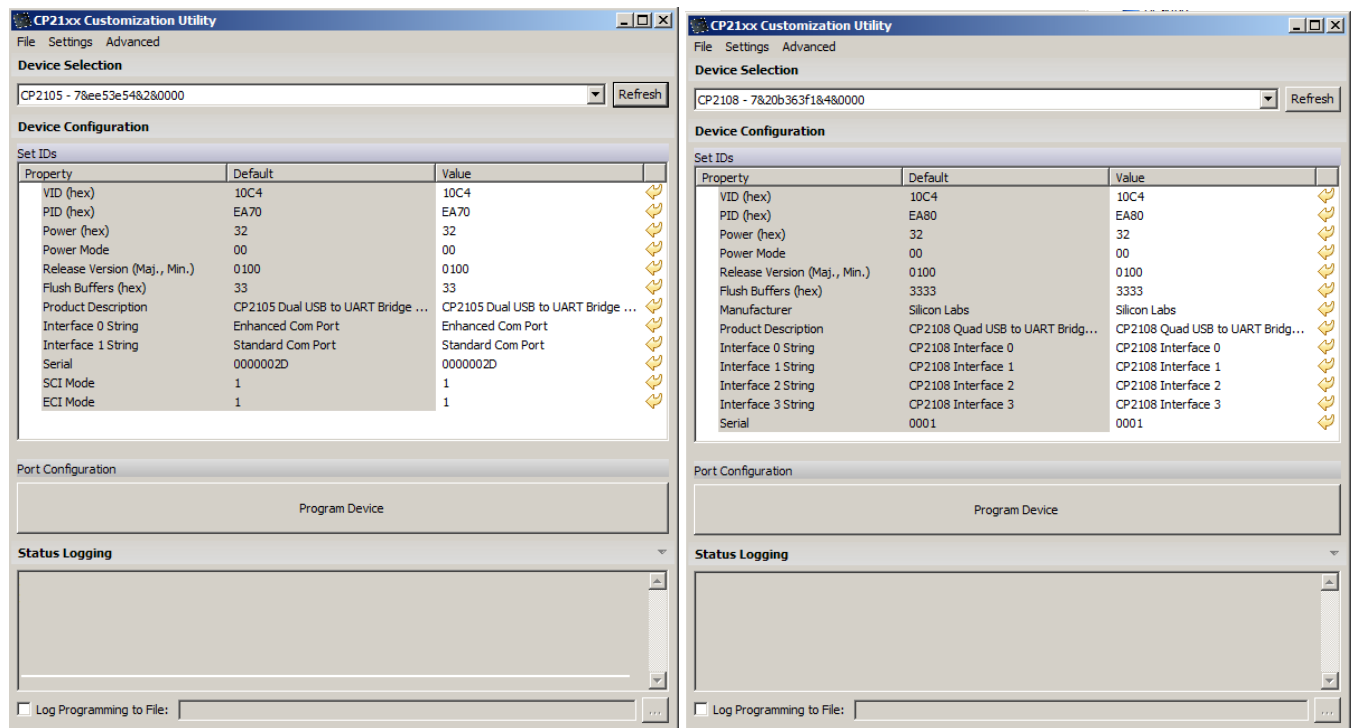 CP21xx Customization Utility
File Settings Advanced
Device Selection
CP2105 - 7&ee53e54&2&0000 Refresh
Device Configuration
Set IDs
Property Default Value
VID (hex) 10C4 10C4
PID (hex) EA70 EA70
Power (hex) 32 32
Power Mode 00 00
Release Version (Maj., Min.) 0100 0100
Flush Buffers (hex) 33 33
Product Description CP2105 Dual USB to UART Bridge ... CP2105 Dual USB to UART Bridge ...
Interface 0 String Enhanced Com Port Enhanced Com Port
Interface 1 String Standard Com Port Standard Com Port
Serial 0000002D 0000002D
SCI Mode 1 1
ECI Mode 1 1
Port Configuration
Program Device
Status Logging
Log Programming to File: ...
CP21xx Customization Utility
File Settings Advanced
Device Selection
CP2108 - 7&20b363f1&4&0000 Refresh
Device Configuration
Set IDs
Property Default Value
VID (hex) 10C4 10C4
PID (hex) EA80 EA80
Power (hex) 32 32
Power Mode 00 00
Release Version (Maj., Min.) 0100 0100
Flush Buffers (hex) 3333 3333
Manufacturer Silicon Labs Silicon Labs
Product Description CP2108 Quad USB to UART Bridg... CP2108 Quad USB to UART Bridg...
Interface 0 String CP2108 Interface 0 CP2108 Interface 0
Interface 1 String CP2108 Interface 1 CP2108 Interface 1
Interface 2 String CP2108 Interface 2 CP2108 Interface 2
Interface 3 String CP2108 Interface 3 CP2108 Interface 3
Serial 0001 0001
Port Configuration
Program Device
Status Logging
Log Programming to File: ...